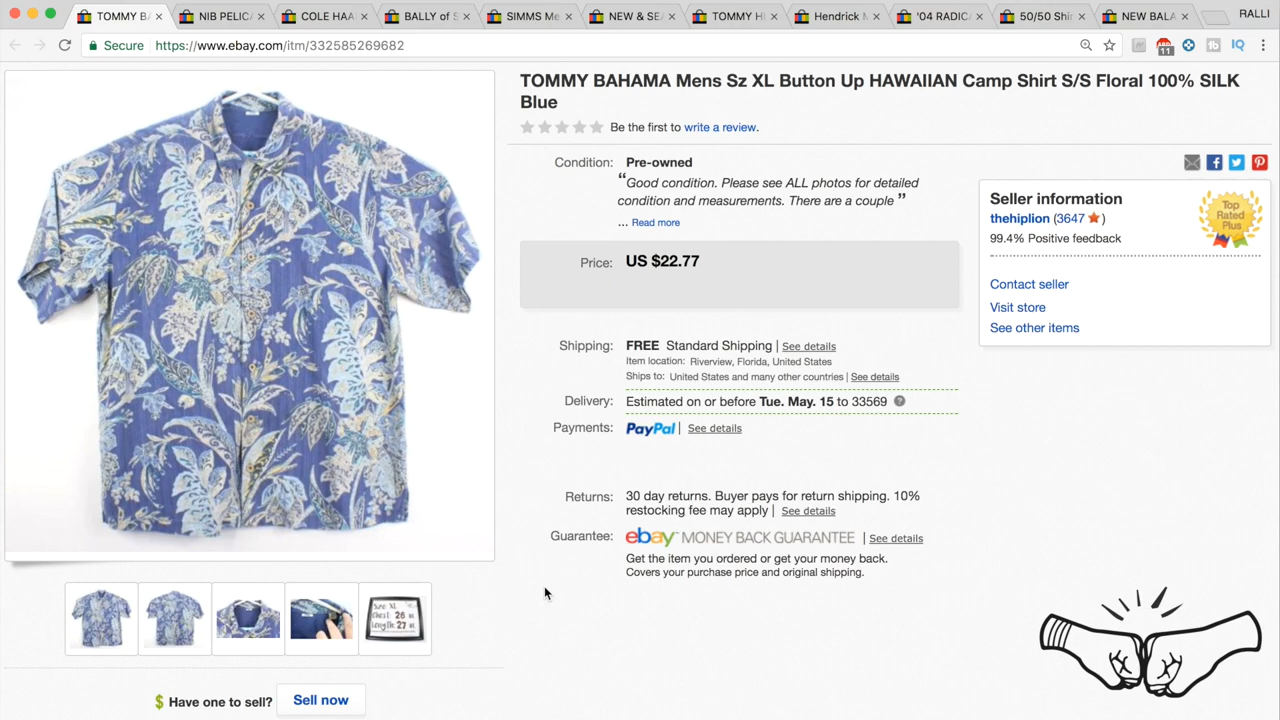 TOMMY BA
NIB PELICA
COLE HAA
BALLY of S
SIMMS Me
NEW & SEA
TOMMY H
Hendrick M
'04 RADICA
50/50 Shir
NEW BALA
RALLI
Secure
https://www.ebay.com/itm/332585269682
11
IQ
TOMMY BAHAMA Mens Sz XL Button Up HAWAIIAN Camp Shirt S/S Floral 100% SILK
Blue
Be the first to write a review.
Condition: Pre-owned
“Good condition. Please see ALL photos for detailed
condition and measurements. There are a couple ”
... Read more
Price: US $22.77
Shipping: FREE Standard Shipping | See details
Item location: Riverview, Florida, United States
Ships to: United States and many other countries | See details
Delivery: Estimated on or before Tue. May. 15 to 33569
Payments: PayPal | See details
Returns: 30 day returns. Buyer pays for return shipping. 10%
restocking fee may apply | See details
Guarantee: ebay MONEY BACK GUARANTEE | See details
Get the item you ordered or get your money back.
Covers your purchase price and original shipping.
Seller information
thehiplion (3647 )
99.4% Positive feedback
Top
Rated
Plus
Contact seller
Visit store
See other items
Size: XL
Chest: 26 in
Length: 27 in
$ Have one to sell? Sell now